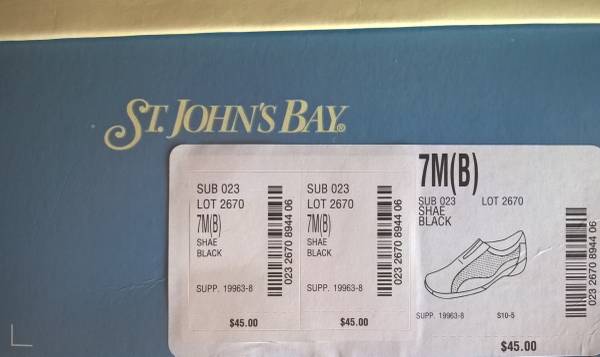 ST. JOHN'S BAY®
SUB 023
LOT 2670
7M(B)
SHAE
BLACK
SUPP. 19963-8
$45.00
023 2670 8944 06
SUB 023
LOT 2670
7M(B)
SHAE
BLACK
SUPP. 19963-8
$45.00
023 2670 8944 06
7M(B)
SUB 023 LOT 2670
SHAE
BLACK
SUPP. 19963-8 S10-5
$45.00
023 2670 8944 06